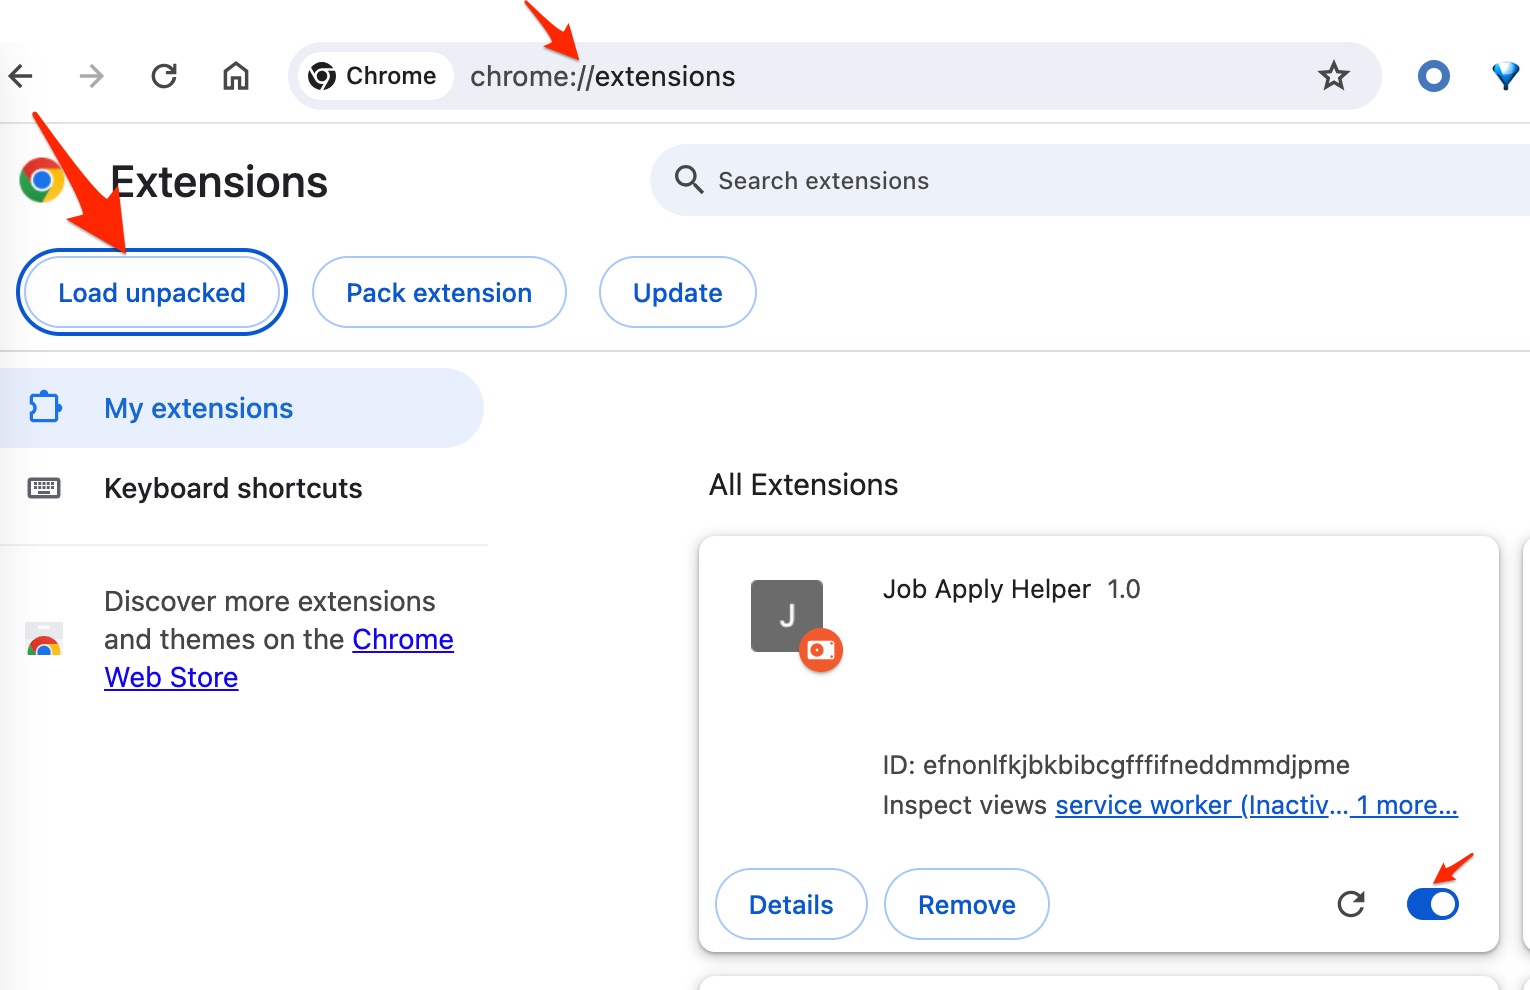 Chrome chrome://extensions
Extensions
Search extensions
Load unpacked Pack extension Update
My extensions
Keyboard shortcuts
Discover more extensions
and themes on the Chrome
Web Store
All Extensions
J
Job Apply Helper 1.0
ID: efnonlfkjbkbibcgfffifneddmmdjpme
Inspect views service worker (Inactiv... 1 more...
Details Remove